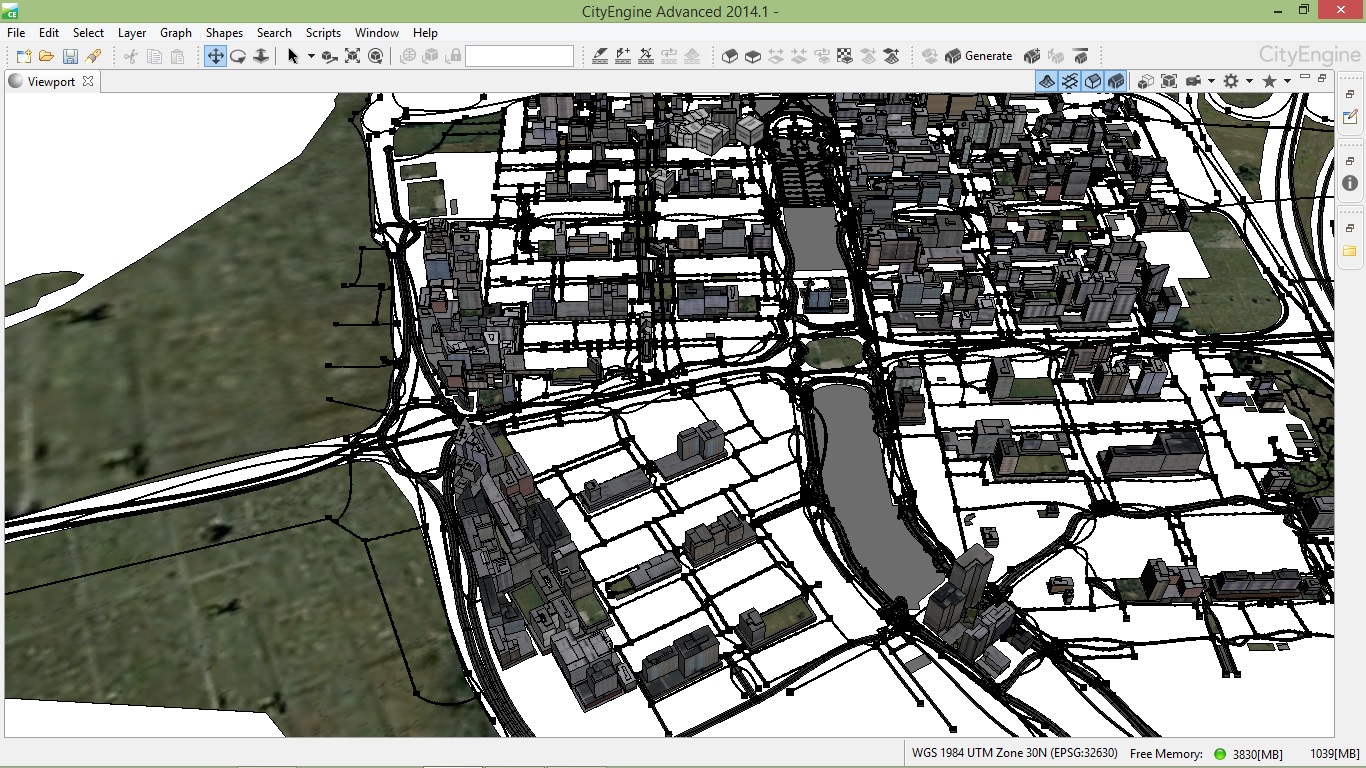 CityEngine Advanced 2014.1 -
CE
File Edit Select Layer Graph Shapes Search Scripts Window Help
Generate
CityEngine
Viewport
WGS 1984 UTM Zone 30N (EPSG:32630) Free Memory: 3830[MB] 1039[MB]